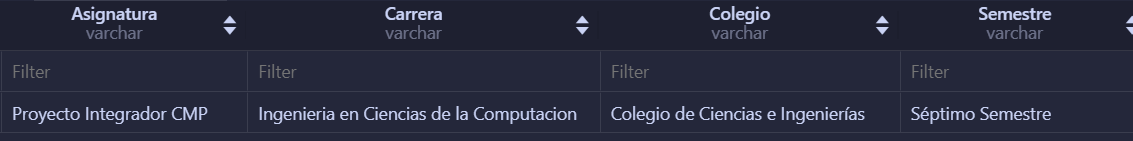 Asignatura Carrera Colegio Semestre
varchar varchar varchar varchar
Filter Filter Filter Filter
Proyecto Integrador CMP Ingenieria en Ciencias de la Computacion Colegio de Ciencias e Ingenierías Séptimo Semestre